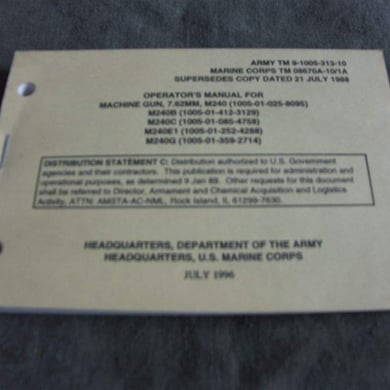 ARMY TM 9-1005-313-10
MARINE CORPS TM 08670A-10/1A
SUPERSEDES COPY DATED 21 JULY 1988
OPERATOR'S MANUAL FOR
MACHINE GUN, 7.62MM, M240 (1005-01-025-8095)
M240B (1005-01-412-3129)
M240C (1005-01-085-4758)
M240E1 (1005-01-252-4288)
M240G (1005-01-359-2714)
DISTRIBUTION STATEMENT C: Distribution authorized to U.S. Government
agencies and their contractors. This publication is required for administration and
operational purposes, as determined 9 Jan 89. Other requests for this document
shall be referred to Director, Armament and Chemical Acquisition and Logistics
Activity, ATTN: AMSTA-AC-NML, Rock Island, IL 61299-7630.
HEADQUARTERS, DEPARTMENT OF THE ARMY
HEADQUARTERS, U.S. MARINE CORPS
JULY 1996